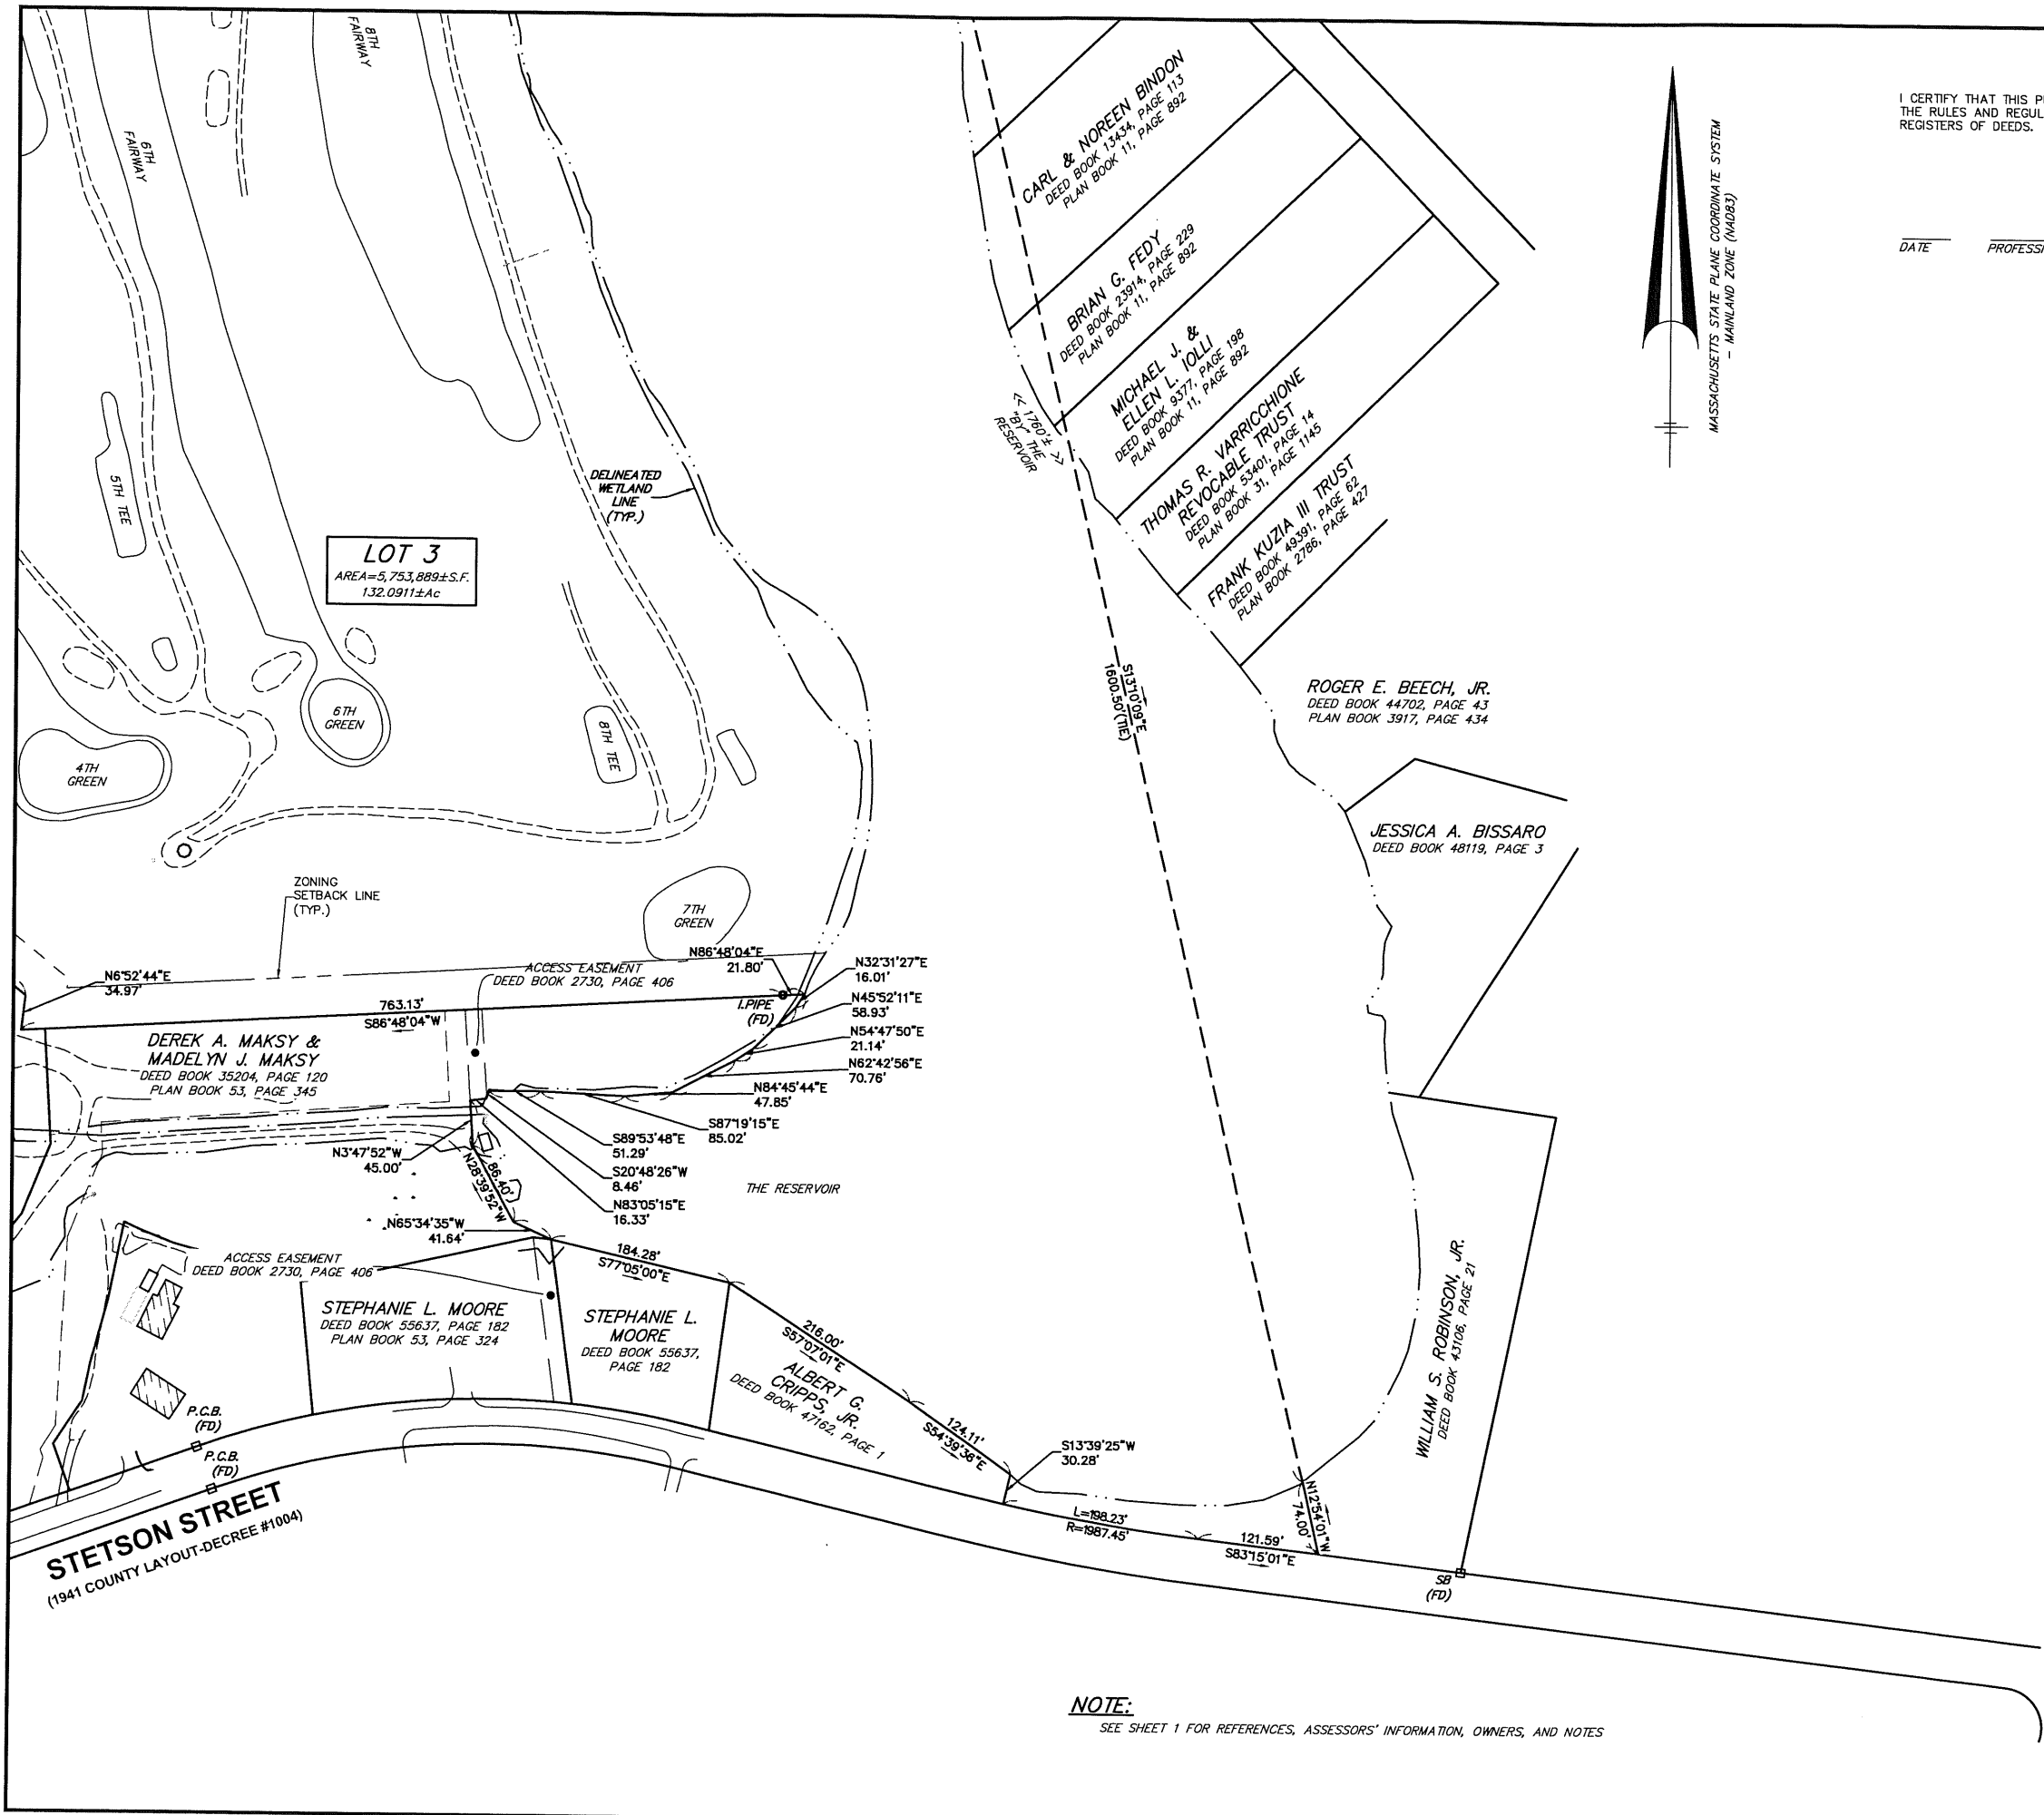 8TH
FAIRWAY
6TH
FAIRWAY
5TH TEE
DELINEATED
WETLAND
LINE
(TYP.)
LOT 3
AREA=5,753,889±S.F.
132.0911±Ac
6TH
GREEN
8TH TEE
4TH
GREEN
CARL & NOREEN BINDON
DEED BOOK 13434, PAGE 113
PLAN BOOK 11, PAGE 892
BRIAN G. FEDY
DEED BOOK 23914, PAGE 229
PLAN BOOK 11, PAGE 892
MICHAEL J. &
ELLEN L. IOLLI
DEED BOOK 9377, PAGE 198
PLAN BOOK 11, PAGE 892
<< 1760'± >>
"BY" THE
RESERVOIR
THOMAS R. VARRICCHIONE
REVOCABLE TRUST
DEED BOOK 53401, PAGE 14
PLAN BOOK 31, PAGE 1145
FRANK KUZIA III TRUST
DEED BOOK 49391, PAGE 62
PLAN BOOK 2786, PAGE 427
MASSACHUSETTS STATE PLANE COORDINATE SYSTEM
- MAINLAND ZONE (NAD83)
I CERTIFY THAT THIS P
THE RULES AND REGUL
REGISTERS OF DEEDS.
DATE
PROFESS
S13°10'09"E
1600.50'(TIE)
ROGER E. BEECH, JR.
DEED BOOK 44702, PAGE 43
PLAN BOOK 3917, PAGE 434
JESSICA A. BISSARO
DEED BOOK 48119, PAGE 3
ZONING
SETBACK LINE
(TYP.)
7TH
GREEN
N6°52'44"E
34.97'
ACCESS EASEMENT
DEED BOOK 2730, PAGE 406
N86°48'04"E
21.80'
N32°31'27"E
16.01'
763.13'
S86°48'04"W
I.PIPE
(FD)
N45°52'11"E
58.93'
N54°47'50"E
21.14'
N62°42'56"E
70.76'
N84°45'44"E
47.85'
S87°19'15"E
85.02'
DEREK A. MAKSY &
MADELYN J. MAKSY
DEED BOOK 35204, PAGE 120
PLAN BOOK 53, PAGE 345
S89°53'48"E
51.29'
S20°48'26"W
8.46'
N83°05'15"E
16.33'
N3°47'52"W
45.00'
86.40'
N28°39'52"W
THE RESERVOIR
N65°34'35"W
41.64'
ACCESS EASEMENT
DEED BOOK 2730, PAGE 406
184.28'
S77°05'00"E
STEPHANIE L. MOORE
DEED BOOK 55637, PAGE 182
PLAN BOOK 53, PAGE 324
STEPHANIE L.
MOORE
DEED BOOK 55637,
PAGE 182
216.00'
S57°07'01"E
ALBERT G.
CRIPPS, JR.
DEED BOOK 47162, PAGE 1
124.11'
S54°39'36"E
S13°39'25"W
30.28'
WILLIAM S. ROBINSON, JR.
DEED BOOK 43106, PAGE 21
P.C.B.
(FD)
P.C.B.
(FD)
STETSON STREET
(1941 COUNTY LAYOUT-DECREE #1004)
L=198.23'
R=1987.45'
121.59'
S83°15'01"E
N12°54'01"W
74.00'
SB
(FD)
NOTE:
SEE SHEET 1 FOR REFERENCES, ASSESSORS' INFORMATION, OWNERS, AND NOTES